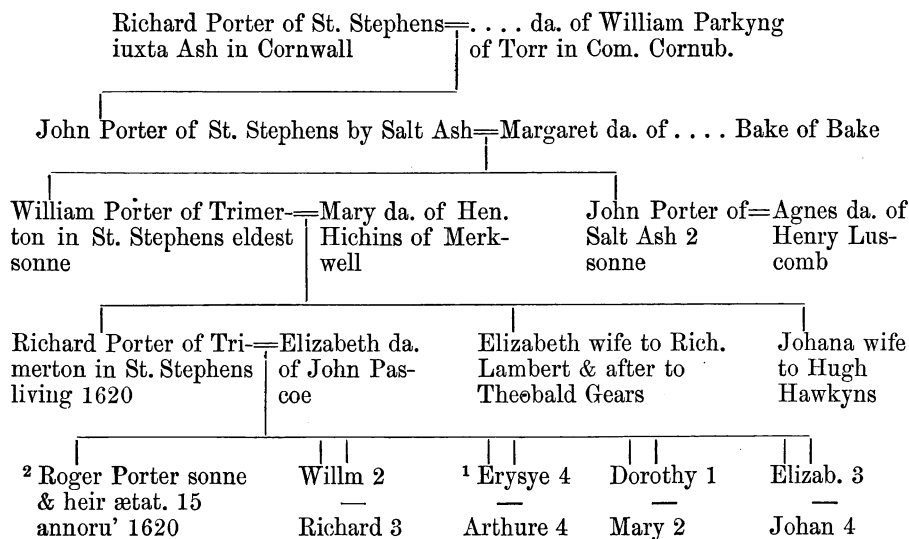 Richard Porter of St. Stephens=. . . . da. of William Parkyng
iuxta Ash in Cornwall of Torr in Com. Cornub.
John Porter of St. Stephens by Salt Ash=Margaret da. of . . . . Bake of Bake
William Porter of Trimer-=Mary da. of Hen.
ton in St. Stephens eldest Hichins of Merk-
sonne well
John Porter of=Agnes da. of
Salt Ash 2 Henry Lus-
sonne comb
Richard Porter of Tri-=Elizabeth da.
merton in St. Stephens of John Pas-
living 1620 coe
Elizabeth wife to Rich.
Lambert & after to
Theobald Gears
Johana wife
to Hugh
Hawkyns
² Roger Porter sonne
& heir ætat. 15
annoru' 1620
Willm 2
—
Richard 3
¹ Erysye 4
—
Arthure 4
Dorothy 1
—
Mary 2
Elizab. 3
—
Johan 4